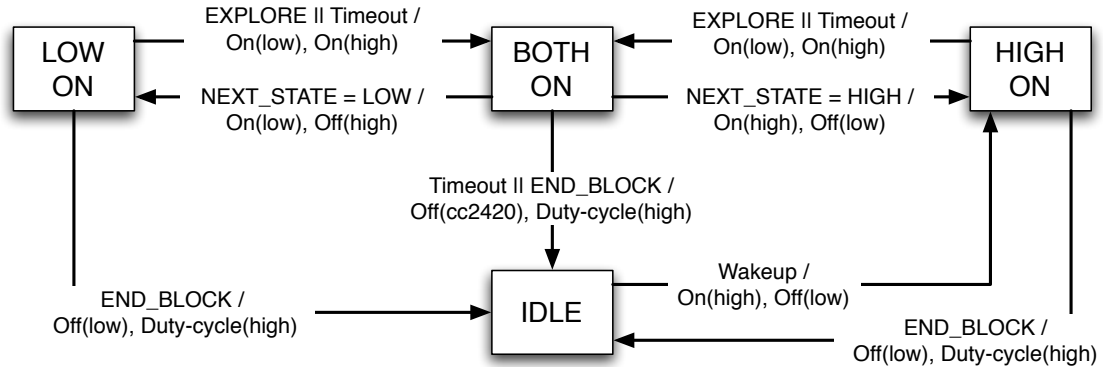 LOW
ON
EXPLORE || Timeout /
On(low), On(high)
NEXT_STATE = LOW /
On(low), Off(high)
BOTH
ON
EXPLORE || Timeout /
On(low), On(high)
NEXT_STATE = HIGH /
On(high), Off(low)
HIGH
ON
Timeout || END_BLOCK /
Off(cc2420), Duty-cycle(high)
END_BLOCK /
Off(low), Duty-cycle(high)
IDLE
Wakeup /
On(high), Off(low)
END_BLOCK /
Off(low), Duty-cycle(high)